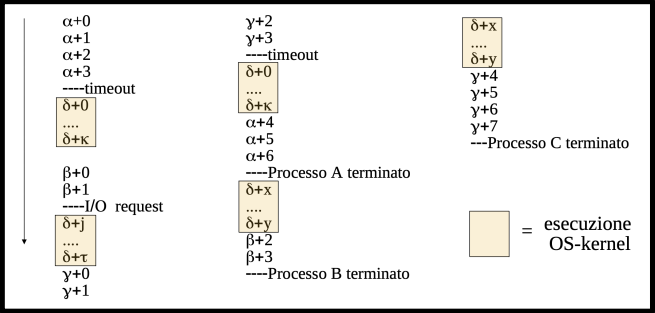 α+0
α+1
α+2
α+3
----timeout
δ+0
....
δ+κ
β+0
β+1
----I/O request
δ+j
....
δ+τ
γ+0
γ+1
γ+2
γ+3
----timeout
δ+0
....
δ+κ
α+4
α+5
α+6
----Processo A terminato
δ+x
....
δ+y
β+2
β+3
----Processo B terminato
δ+x
....
δ+y
γ+4
γ+5
γ+6
γ+7
---Processo C terminato
= esecuzione
OS-kernel